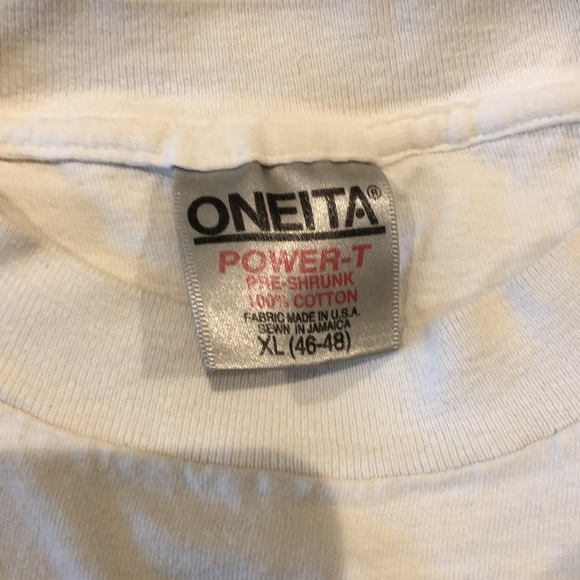 ONEITA®
POWER-T
PRE-SHRUNK
100% COTTON
FABRIC MADE IN U.S.A.
SEWN IN JAMAICA
XL (46-48)